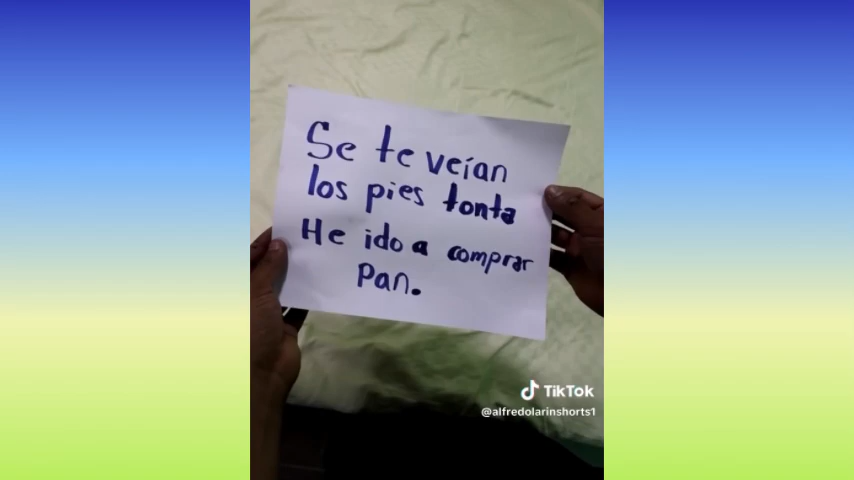 Se te veían
los pies tonta
He ido a comprar
Pan.
TikTok
@alfredolarinshorts1